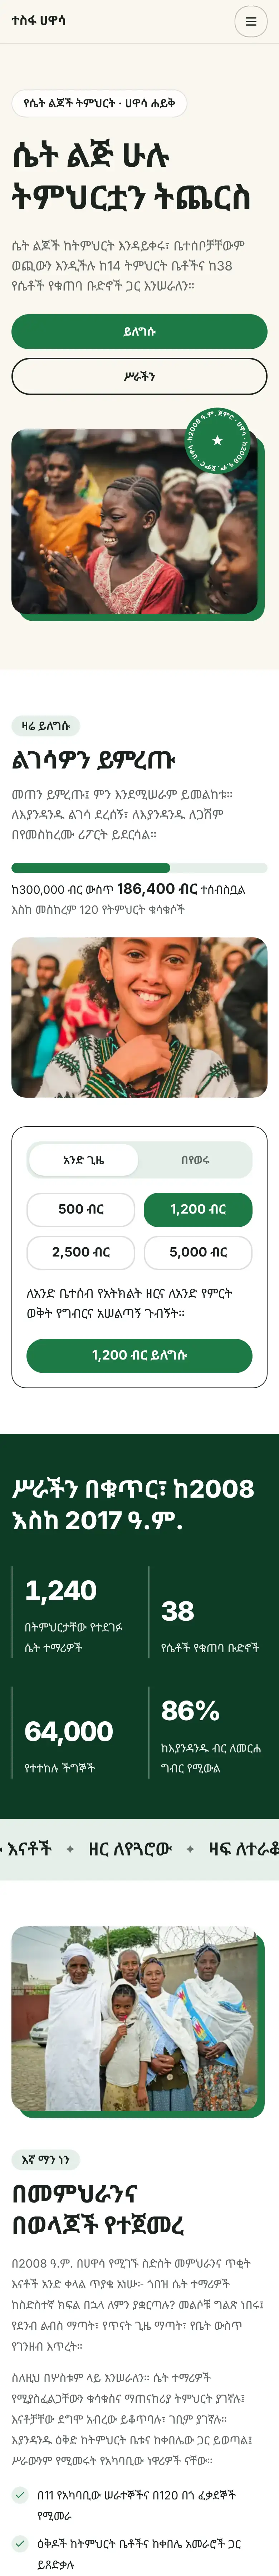 ተስፋ ሀዋሳ
የሴት ልጆች ትምህርት · ሀዋሳ ሐይቅ
ሴት ልጅ ሁሉ
ትምህርቷን ትጨርስ
ሴት ልጆች ከትምህርት እንዳይቀሩ፣ ቤተሰቦቻቸውም
ወጪውን እንዲችሉ ከ14 ትምህርት ቤቶችና ከ38
የሴቶች የቁጠባ ቡድኖች ጋር እንሠራለን።
ይለግሱ
ሥራችን
ከ2008 ዓ.ም. ጀምሮ · ሀዋሳ ·
ዛሬ ይለግሱ
ልገሳዎን ይምረጡ
መጠን ይምረጡ፤ ምን እንደሚሠራም ይመልከቱ።
ለእያንዳንዱ ልገሳ ደረሰኝ፣ ለእያንዳንዱ ለጋሽም
በየመስከረሙ ሪፖርት ይደርሳል።
ከ300,000 ብር ውስጥ 186,400 ብር ተሰብስቧል
እስከ መስከረም 120 የትምህርት ቁሳቁሶች
አንድ ጊዜ
በየወሩ
500 ብር
1,200 ብር
2,500 ብር
5,000 ብር
ለአንድ ቤተሰብ የአትክልት ዘርና ለአንድ የምርት
ወቅት የግብርና አሠልጣኝ ጉብኝት።
1,200 ብር ይለግሱ
ሥራችን በቁጥር፣ ከ2008
እስከ 2017 ዓ.ም.
1,240
በትምህርታቸው የተደገፉ
ሴት ተማሪዎች
38
የሴቶች የቁጠባ ቡድኖች
64,000
የተተከሉ ችግኞች
86%
ከእያንዳንዱ ብር ለመርሐ
ግብር የሚውል
እናቶች ✦ ዘር ለየጓሮው ✦ ዛፍ ለተራቆ
እኛ ማን ነን
በመምህራንና
በወላጆች የተጀመረ
በ2008 ዓ.ም. በሀዋሳ የሚገኙ ስድስት መምህራንና ጥቂት
እናቶች አንድ ቀላል ጥያቄ አነሡ፦ ጎበዝ ሴት ተማሪዎች
ከስድስተኛ ክፍል በኋላ ለምን ያቋርጣሉ? መልሶቹ ግልጽ ነበሩ፤
የደንብ ልብስ ማጣት፣ የጥናት ጊዜ ማጣት፣ የቤት ውስጥ
የገንዘብ እጥረት።
ስለዚህ በሦስቱም ላይ እንሠራለን። ሴት ተማሪዎች
የሚያስፈልጋቸውን ቁሳቁስና ማጠናከሪያ ትምህርት ያገኛሉ፤
እናቶቻቸው ደግሞ አብረው ይቆጥባሉ፣ ገቢም ያገኛሉ።
እያንዳንዱ ዕቅድ ከትምህርት ቤቱና ከቀበሌው ጋር ይወጣል፤
ሥራውንም የሚመሩት የአካባቢው ነዋሪዎች ናቸው።
በ11 የአካባቢው ሠራተኞችና በ120 በጎ ፈቃደኞች
የሚመራ
ዕቅዶች ከትምህርት ቤቶችና ከቀበሌ አመራሮች ጋር
ይጸድቃሉ